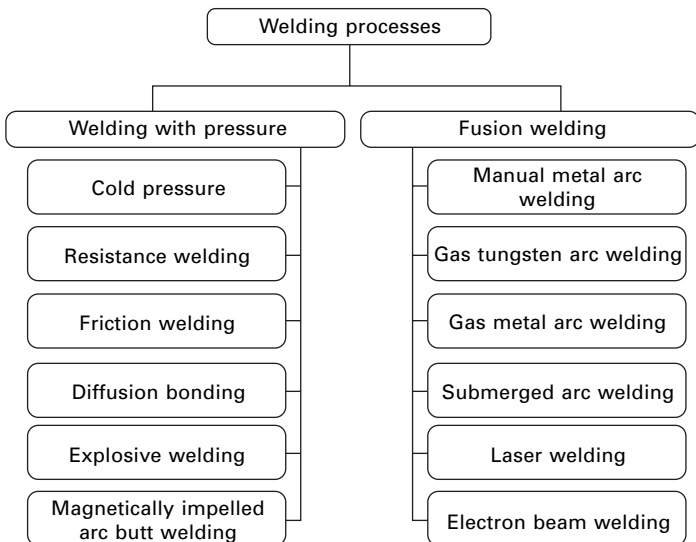 Welding processes
Welding with pressure
Cold pressure
Resistance welding
Friction welding
Diffusion bonding
Explosive welding
Magnetically impelled
arc butt welding
Fusion welding
Manual metal arc
welding
Gas tungsten arc welding
Gas metal arc welding
Submerged arc welding
Laser welding
Electron beam welding